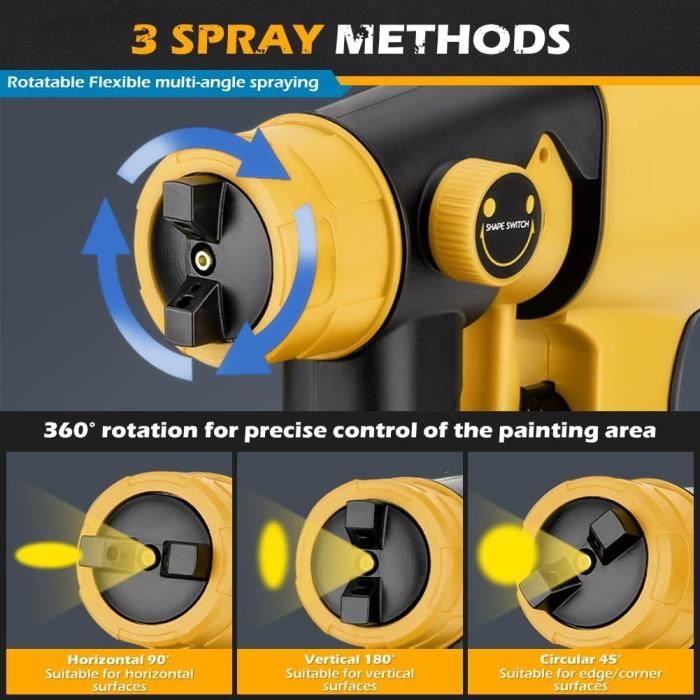 3 SPRAY METHODS
Rotatable Flexible multi-angle spraying
SHAPE SWITCH
360° rotation for precise control of the painting area
Horizontal 90°
Suitable for horizontal
surfaces
Vertical 180°
Suitable for vertical
surfaces
Circular 45°
Suitable for edge/corner
surfaces